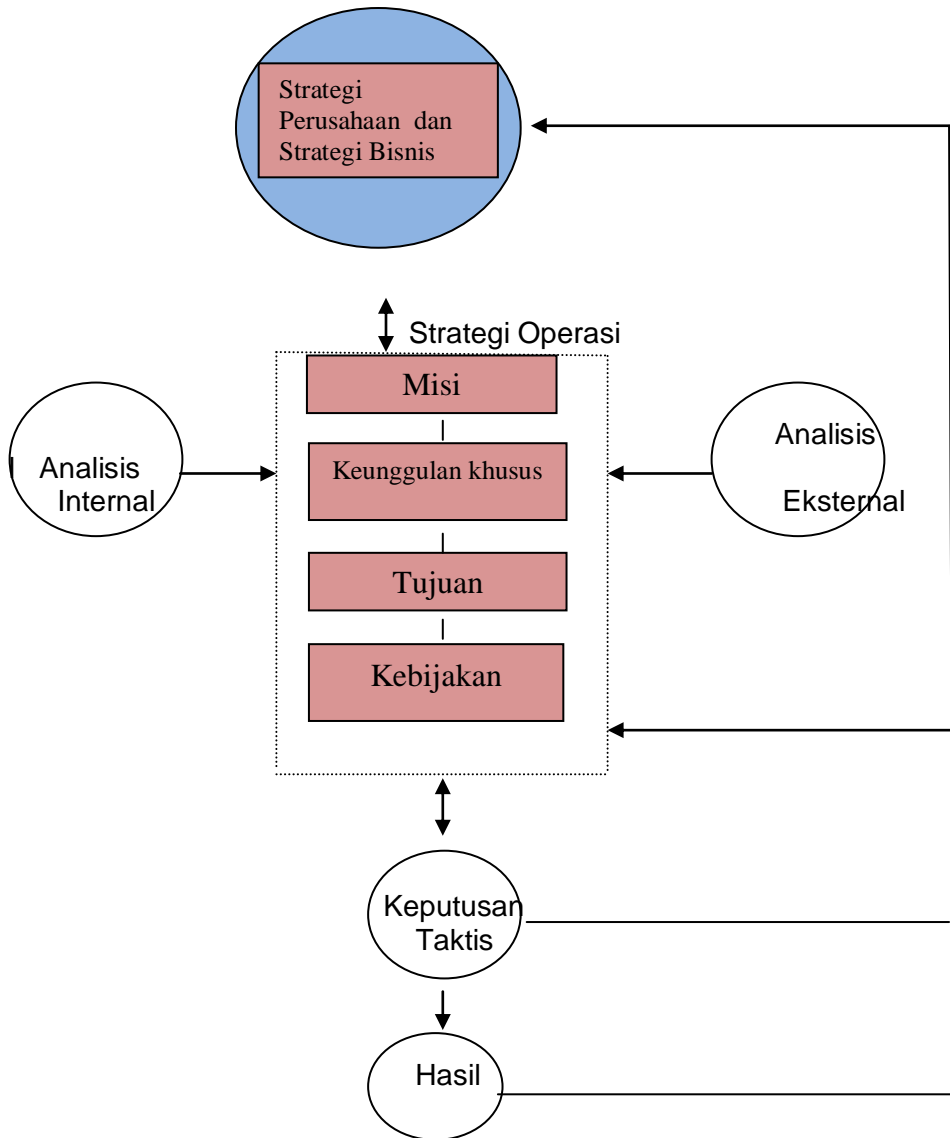 Strategi
Perusahaan dan
Strategi Bisnis
Strategi Operasi
Misi
Keunggulan khusus
Tujuan
Kebijakan
Analisis
Internal
Analisis
Eksternal
Keputusan
Taktis
Hasil